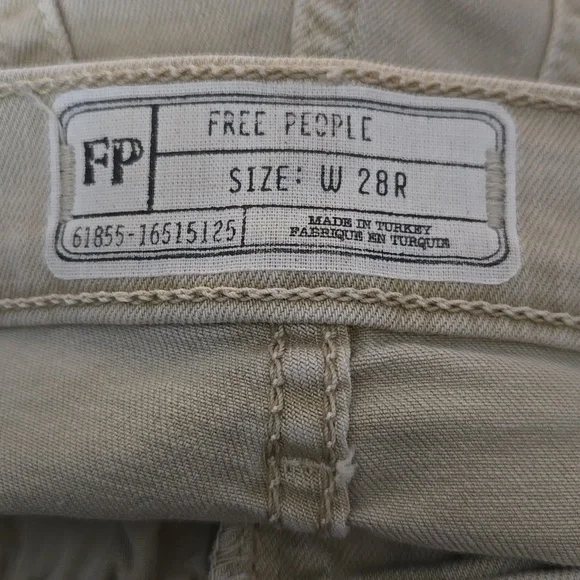 FP
FREE PEOPLE
SIZE: W 28R
61855-16515125
MADE IN TURKEY
FABRIQUE EN TURQUIE